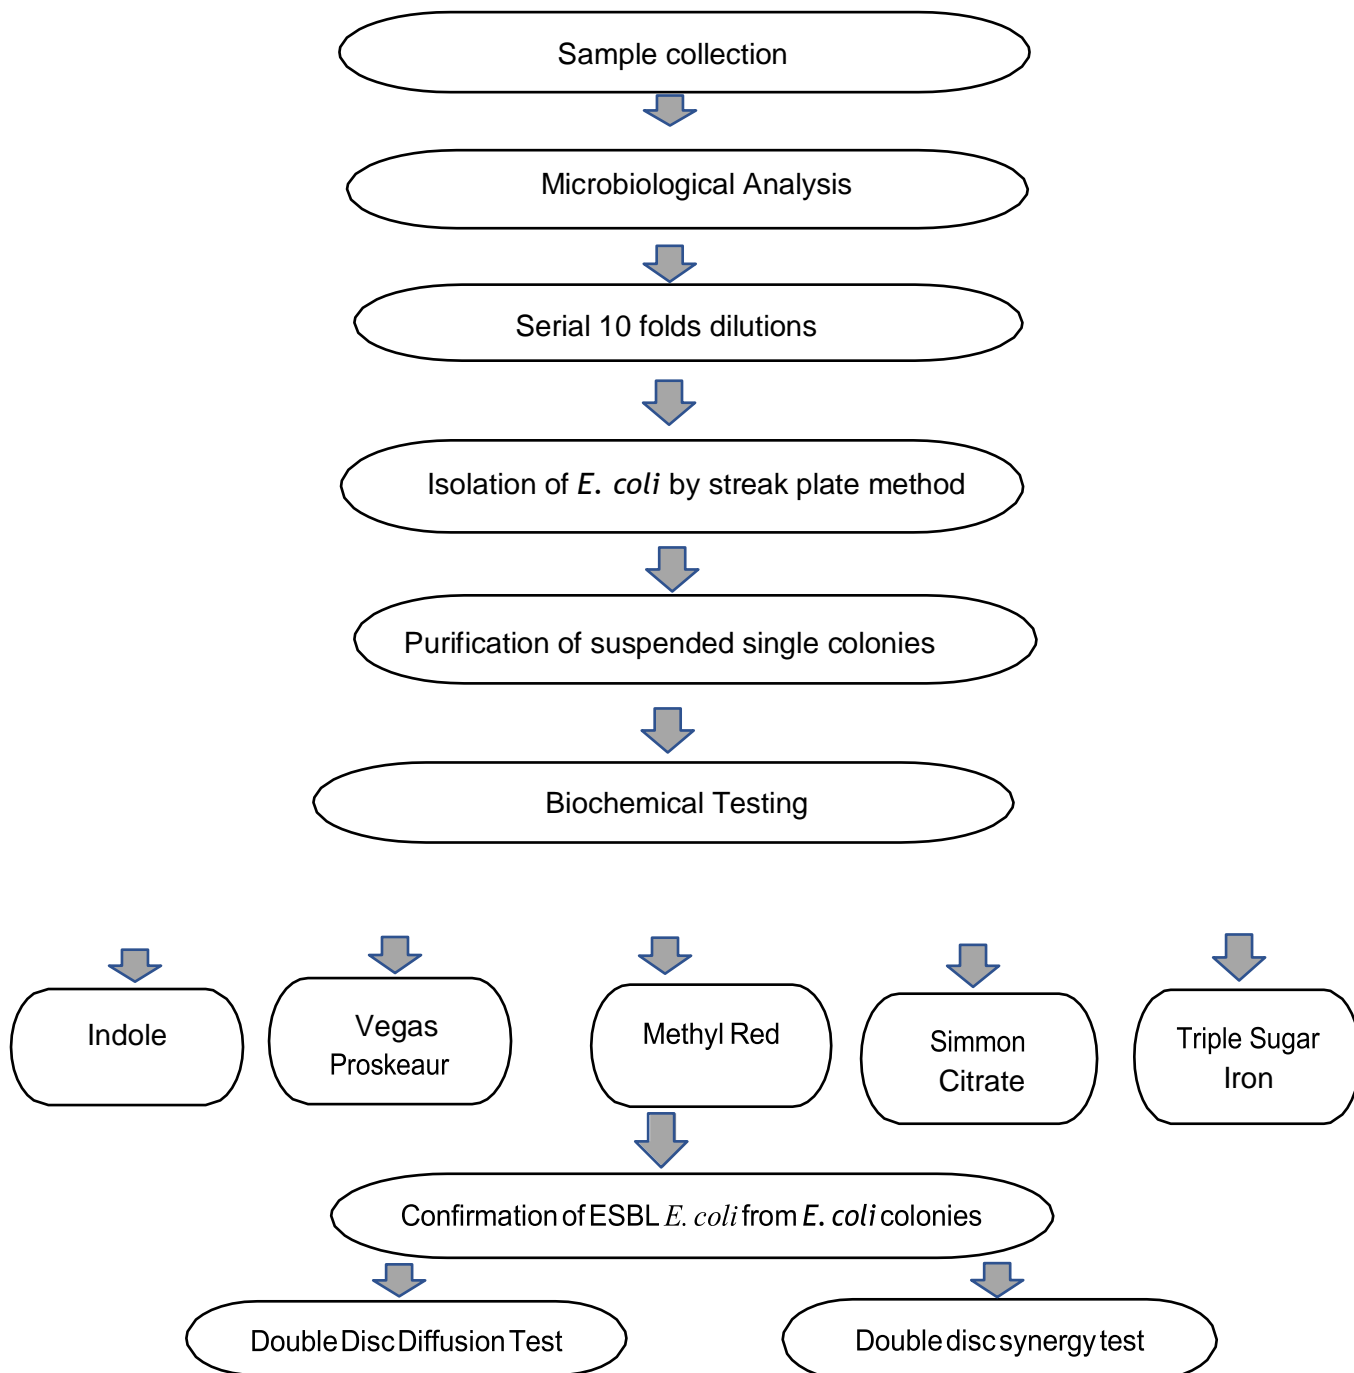 Sample collection
Microbiological Analysis
Serial 10 folds dilutions
Isolation of E. coli by streak plate method
Purification of suspended single colonies
Biochemical Testing
Indole
Vegas
Proskeaur
Methyl Red
Simmon
Citrate
Triple Sugar
Iron
Confirmation of ESBL E. coli from E. coli colonies
Double Disc Diffusion Test
Double disc synergy test